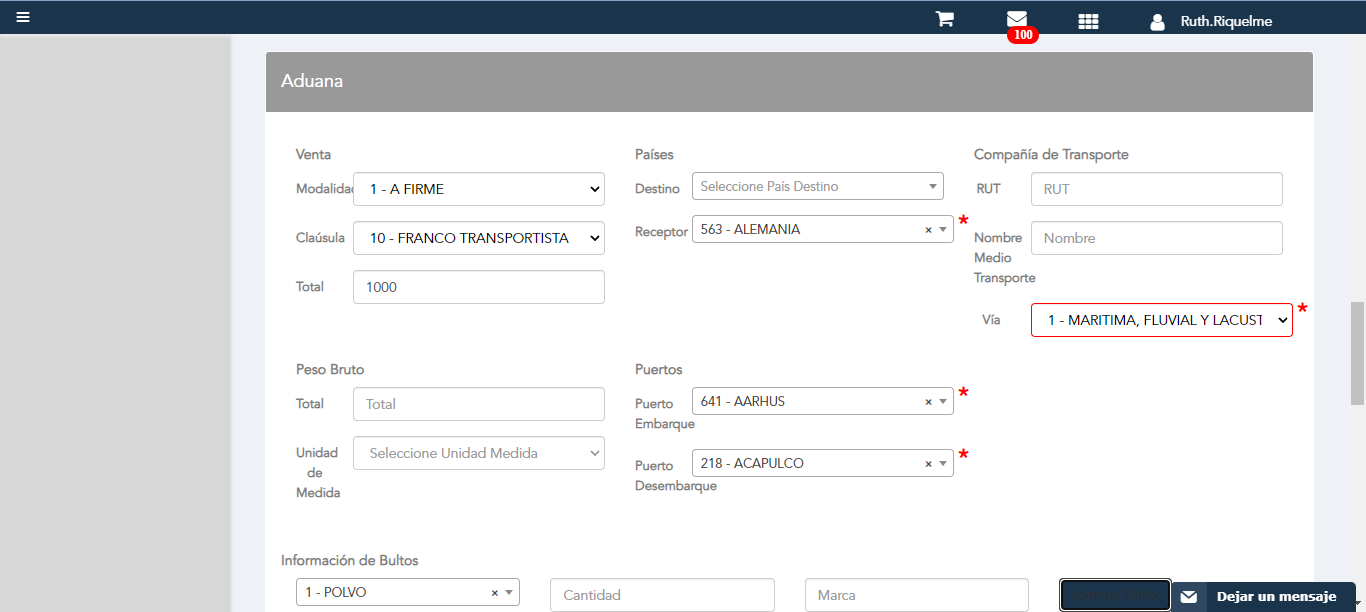 100
Ruth.Riquelme
Aduana
Venta
Modalidad
1 - A FIRME
Claúsula
10 - FRANCO TRANSPORTISTA
Total
1000
Países
Destino
Seleccione País Destino
Receptor
563 - ALEMANIA
×
*
Compañía de Transporte
RUT
RUT
Nombre
Medio
Transporte
Nombre
Vía
1 - MARITIMA, FLUVIAL Y LACUST
*
Peso Bruto
Total
Total
Unidad
de
Medida
Seleccione Unidad Medida
Puertos
Puerto
Embarque
641 - AARHUS
×
*
Puerto
Desembarque
218 - ACAPULCO
×
*
Información de Bultos
1 - POLVO
×
Cantidad
Marca
Dejar un mensaje